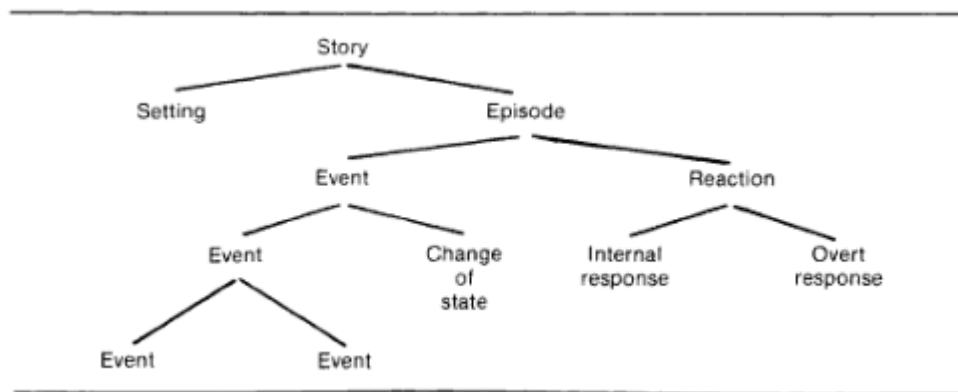 Story
Setting Episode
Event Reaction
Event Change of state Internal response Overt response
Event Event